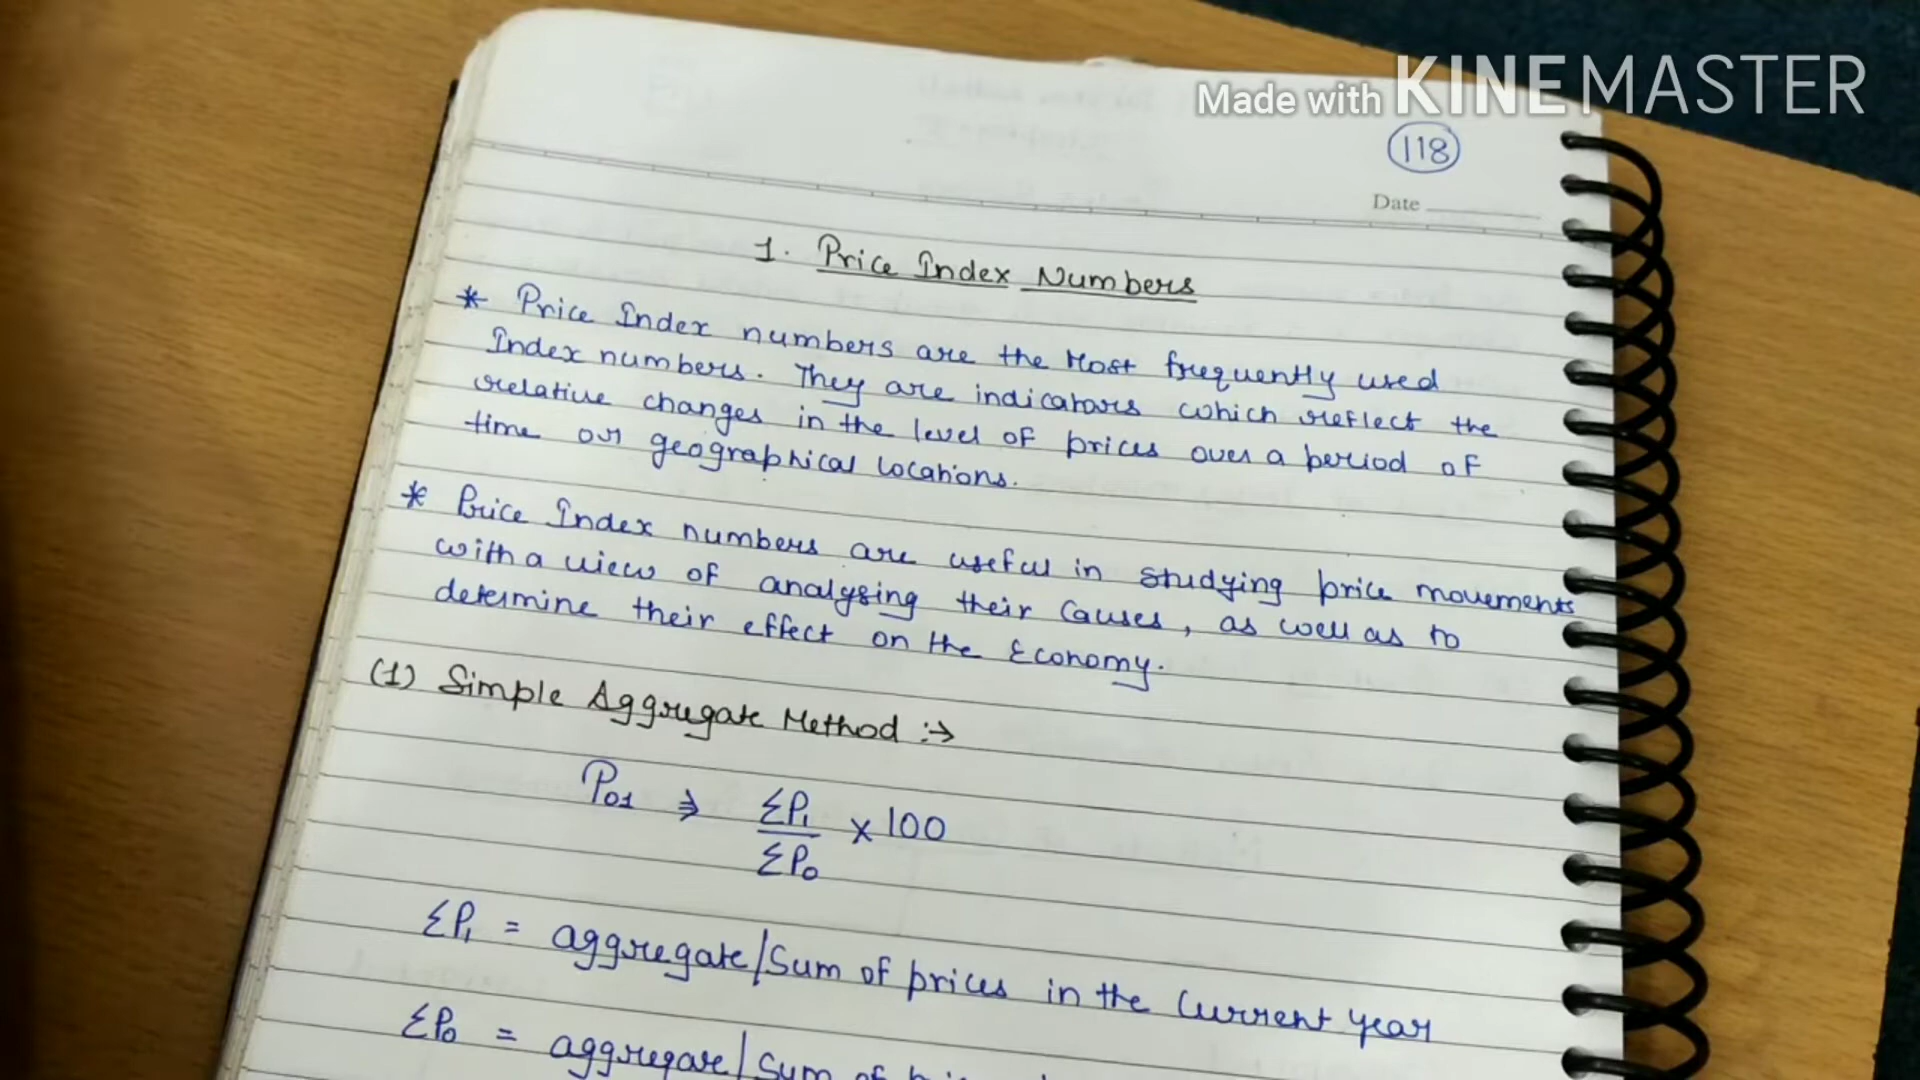 Made with KINEMASTER
118
Date
1. Price Index Numbers
* Price Index numbers are the Most frequently used
Index numbers. They are indicators which reflect the
relative changes in the level of prices over a period of
time or geographical locations.
* Price Index numbers are useful in studying price movements
with a view of analysing their causes, as well as to
determine their effect on the Economy.
(1) Simple Aggregate Method :→
P01 ⇒ ΣP1 / ΣP0 × 100
ΣP1 = aggregate/Sum of prices in the Current year
ΣP0 = aggregate/Sum of